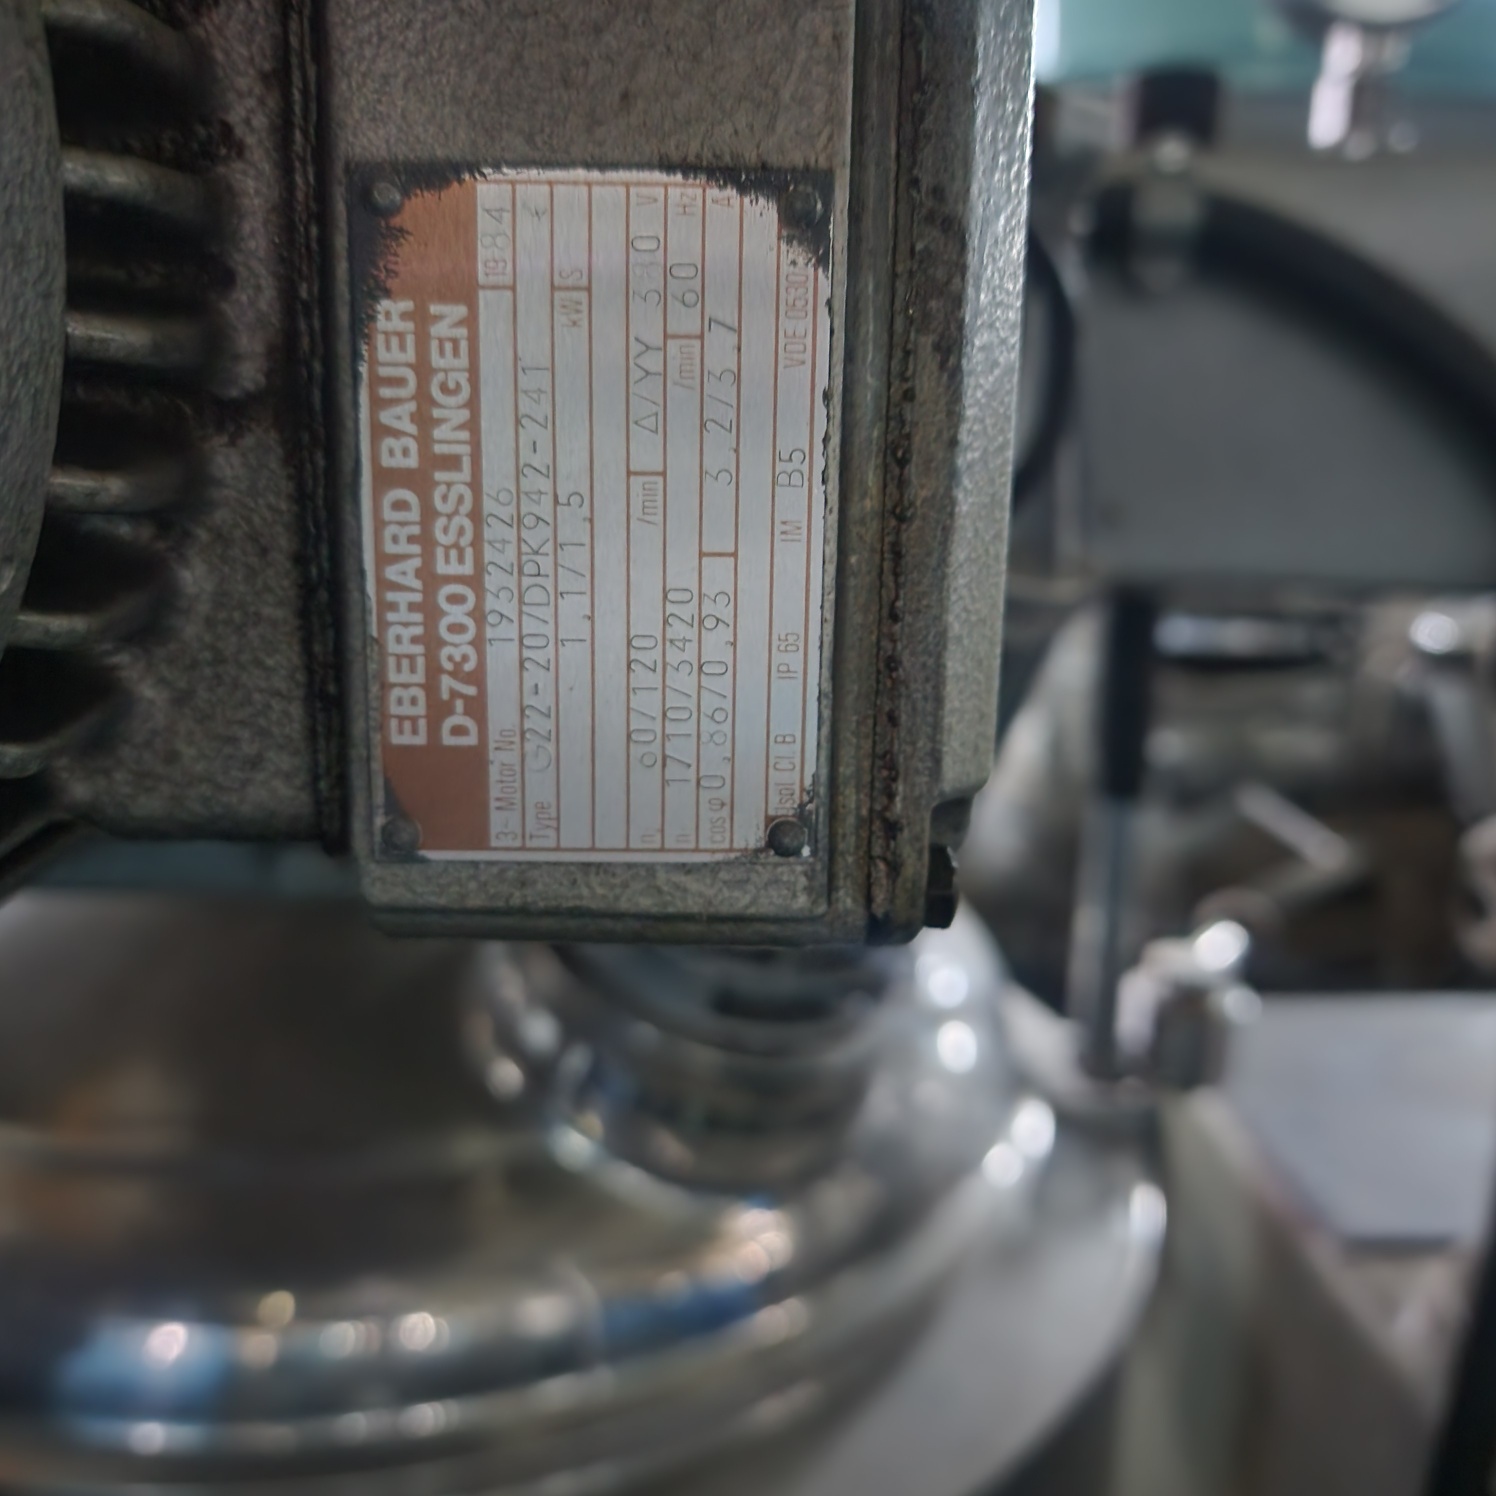 EBERHARD BAUER
D-7300 ESSLINGEN
3~ Motor No. 1984
Type G22-20/DPK942-241
1,1/1,5 kW S
60/120 /min Δ/YY 380 V
n 1710/3420 /min 60 Hz
cos φ 0,86/0,93 3,2/3,7 A
Isol Cl. B IP 65 IM B5 VDE 0530